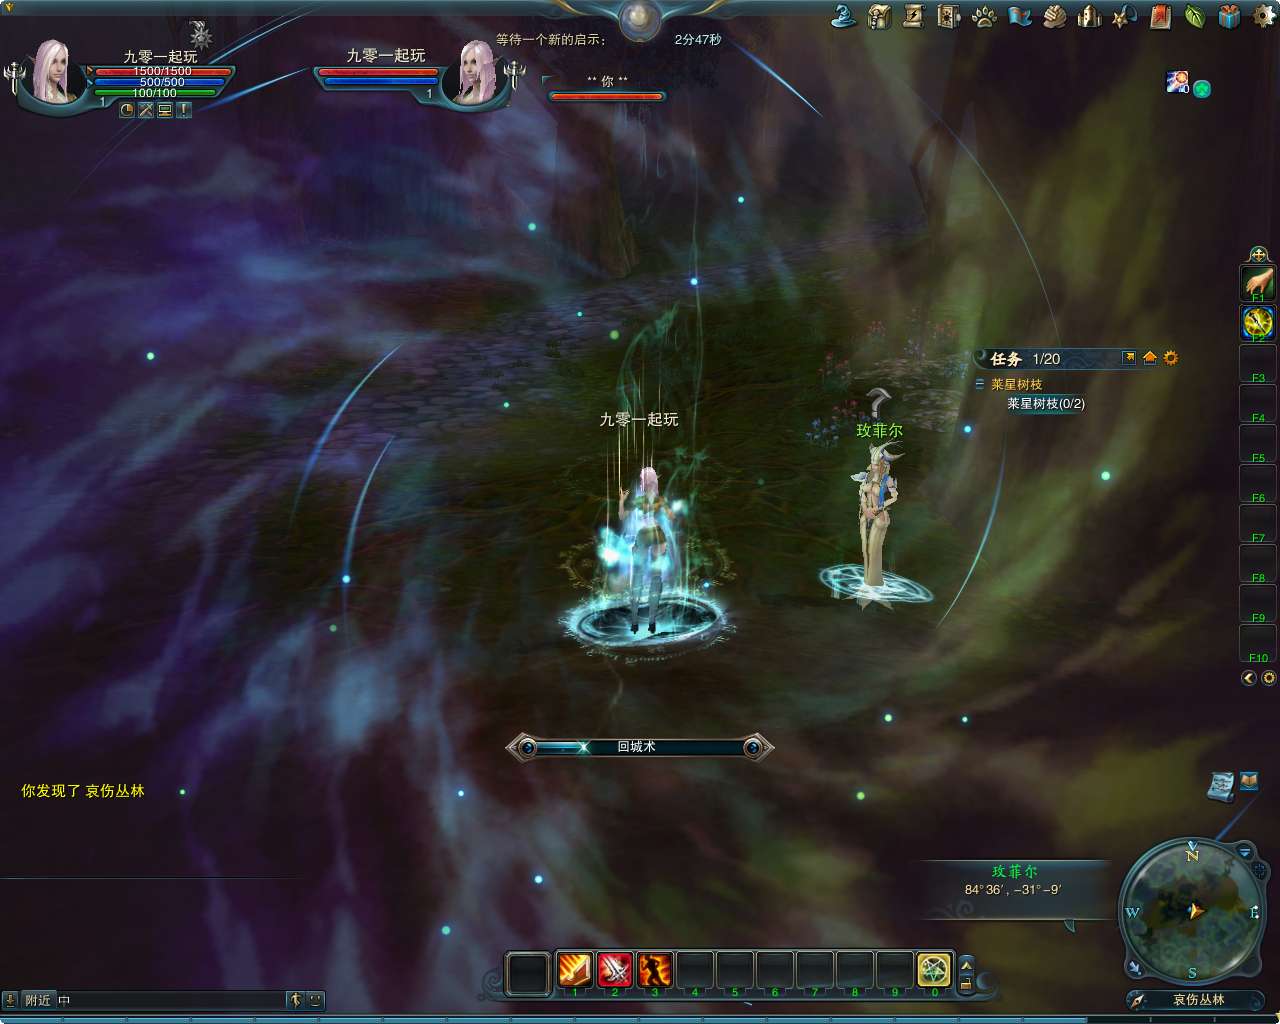 九零一起玩
1500/1500
500/500
100/100
1
九零一起玩
1
等待一个新的启示：
2分47秒
** 你 **
任务 1/20
莱星树枝
莱星树枝(0/2)
九零一起玩
玫菲尔
F1
F2
F3
F4
F5
F6
F7
F8
F9
F10
回城术
你发现了 哀伤丛林
玫菲尔
84°36′, -31°-9′
N
W
E
S
哀伤丛林
附近 中
1 2 3 4 5 6 7 8 9 0